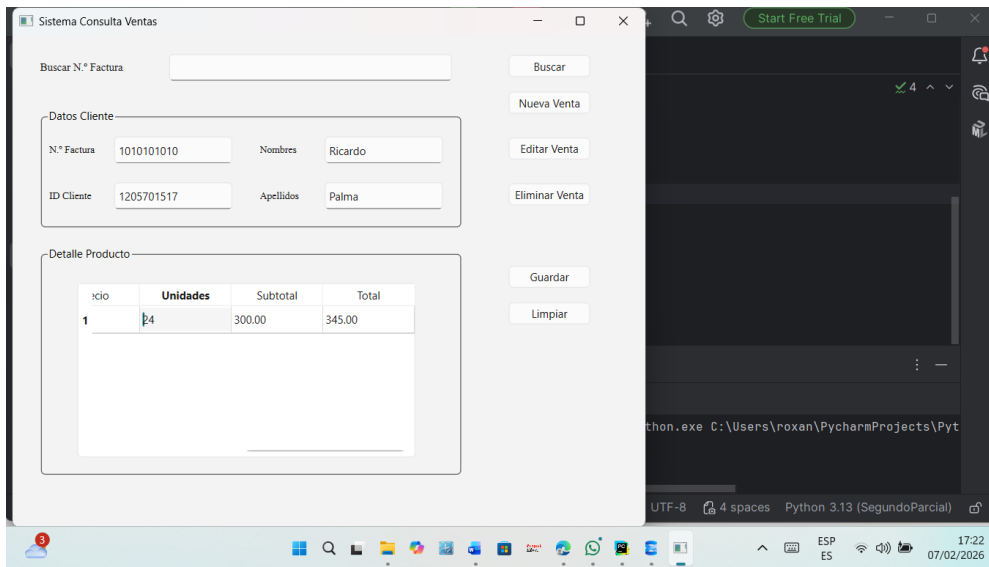 Sistema Consulta Ventas
Start Free Trial
Buscar N.º Factura
Buscar
4
Nueva Venta
Datos Cliente
N.º Factura 1010101010 Nombres Ricardo
Editar Venta
ID Cliente 1205701517 Apellidos Palma
Eliminar Venta
Detalle Producto
Guardar
ecio Unidades Subtotal Total
1 24 300.00 345.00
Limpiar
thon.exe C:\Users\roxan\PycharmProjects\Pyt
UTF-8 4 spaces Python 3.13 (SegundoParcial)
3
ESP
ES
17:22
07/02/2026